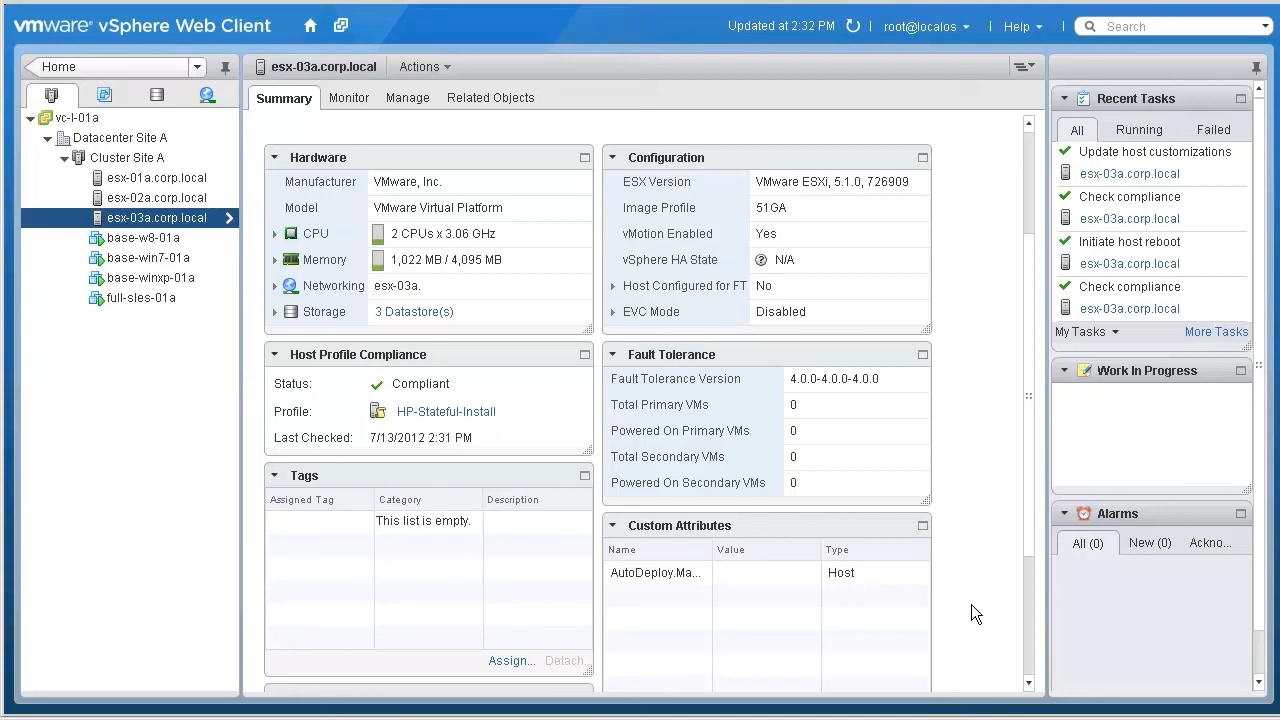 vmware® vSphere Web Client
Updated at 2:32 PM
root@localos
Help
Search
Home
vc-l-01a
Datacenter Site A
Cluster Site A
esx-01a.corp.local
esx-02a.corp.local
esx-03a.corp.local
base-w8-01a
base-win7-01a
base-winxp-01a
full-sles-01a
esx-03a.corp.local
Actions
Summary
Monitor
Manage
Related Objects
Hardware
Manufacturer VMware, Inc.
Model VMware Virtual Platform
CPU 2 CPUs x 3.06 GHz
Memory 1,022 MB / 4,095 MB
Networking esx-03a.
Storage 3 Datastore(s)
Host Profile Compliance
Status: Compliant
Profile: HP-Stateful-Install
Last Checked: 7/13/2012 2:31 PM
Tags
Assigned Tag Category Description
This list is empty.
Assign... Detach
Configuration
ESX Version VMware ESXi, 5.1.0, 726909
Image Profile 51GA
vMotion Enabled Yes
vSphere HA State N/A
Host Configured for FT No
EVC Mode Disabled
Fault Tolerance
Fault Tolerance Version 4.0.0-4.0.0-4.0.0
Total Primary VMs 0
Powered On Primary VMs 0
Total Secondary VMs 0
Powered On Secondary VMs 0
Custom Attributes
Name Value Type
AutoDeploy.Ma... Host
Recent Tasks
All Running Failed
Update host customizations
esx-03a.corp.local
Check compliance
esx-03a.corp.local
Initiate host reboot
esx-03a.corp.local
Check compliance
esx-03a.corp.local
My Tasks More Tasks
Work In Progress
Alarms
All (0) New (0) Ackno...